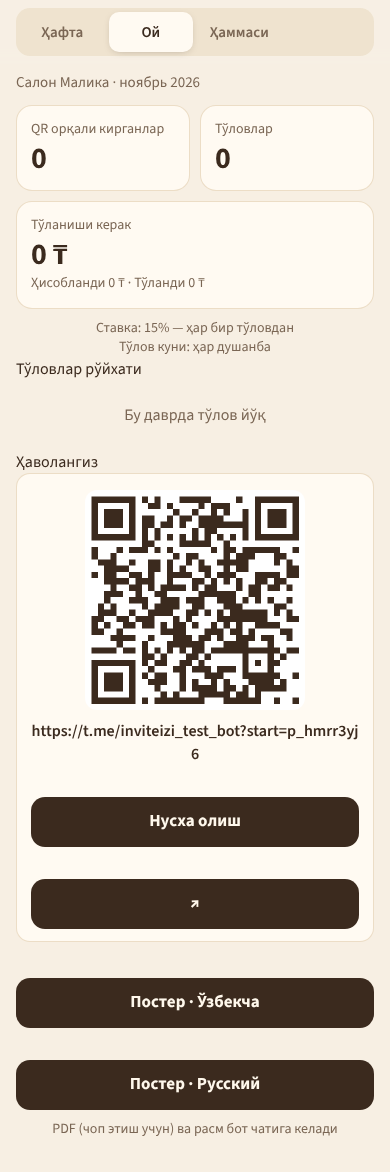 Ҳафта
Ой
Ҳаммаси
Салон Малика · ноябрь 2026
QR орқали кирганлар
0
Тўловлар
0
Тўланиши керак
0 ₸
Ҳисобланди 0 ₸ · Тўланди 0 ₸
Ставка: 15% — ҳар бир тўловдан
Тўлов куни: ҳар душанба
Тўловлар рўйхати
Бу даврда тўлов йўқ
Ҳаволангиз
https://t.me/inviteizi_test_bot?start=p_hmrr3yj
6
Нусха олиш
↗
Постер · Ўзбекча
Постер · Русский
PDF (чоп этиш учун) ва расм бот чатига келади